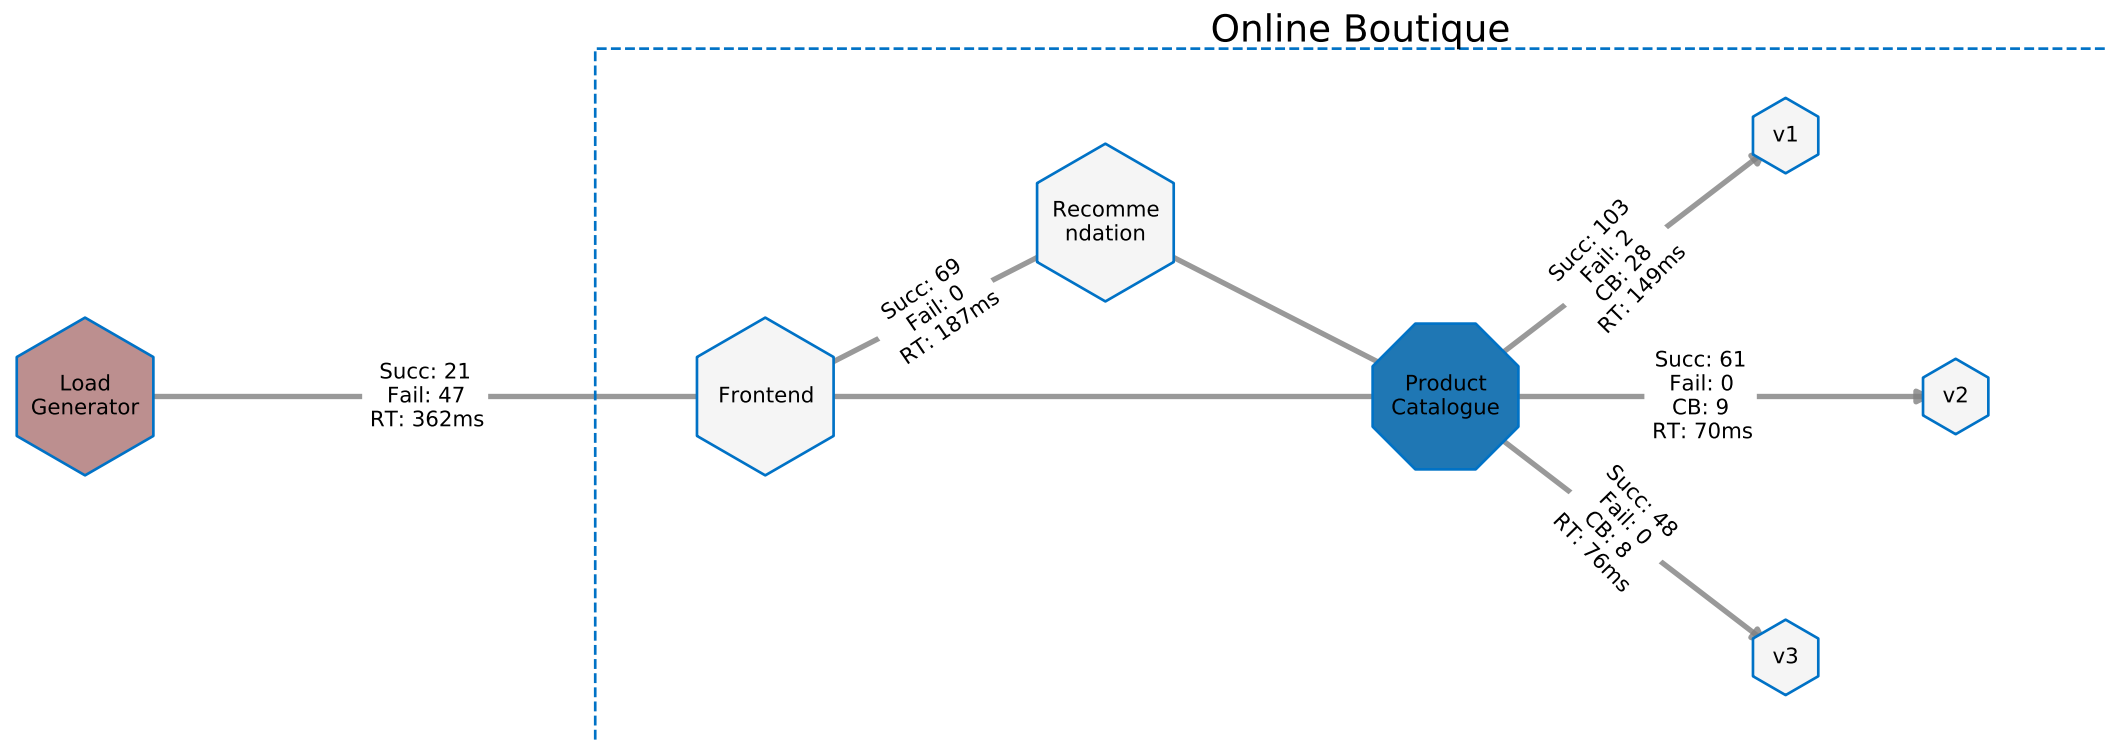 Online Boutique
Load
Generator
Succ: 21
Fail: 47
RT: 362ms
Frontend
Succ: 69
Fail: 0
RT: 187ms
Recomme
ndation
Product
Catalogue
Succ: 103
Fail: 2
CB: 28
RT: 149ms
v1
Succ: 61
Fail: 0
CB: 9
RT: 70ms
v2
Succ: 48
Fail: 0
CB: 8
RT: 76ms
v3